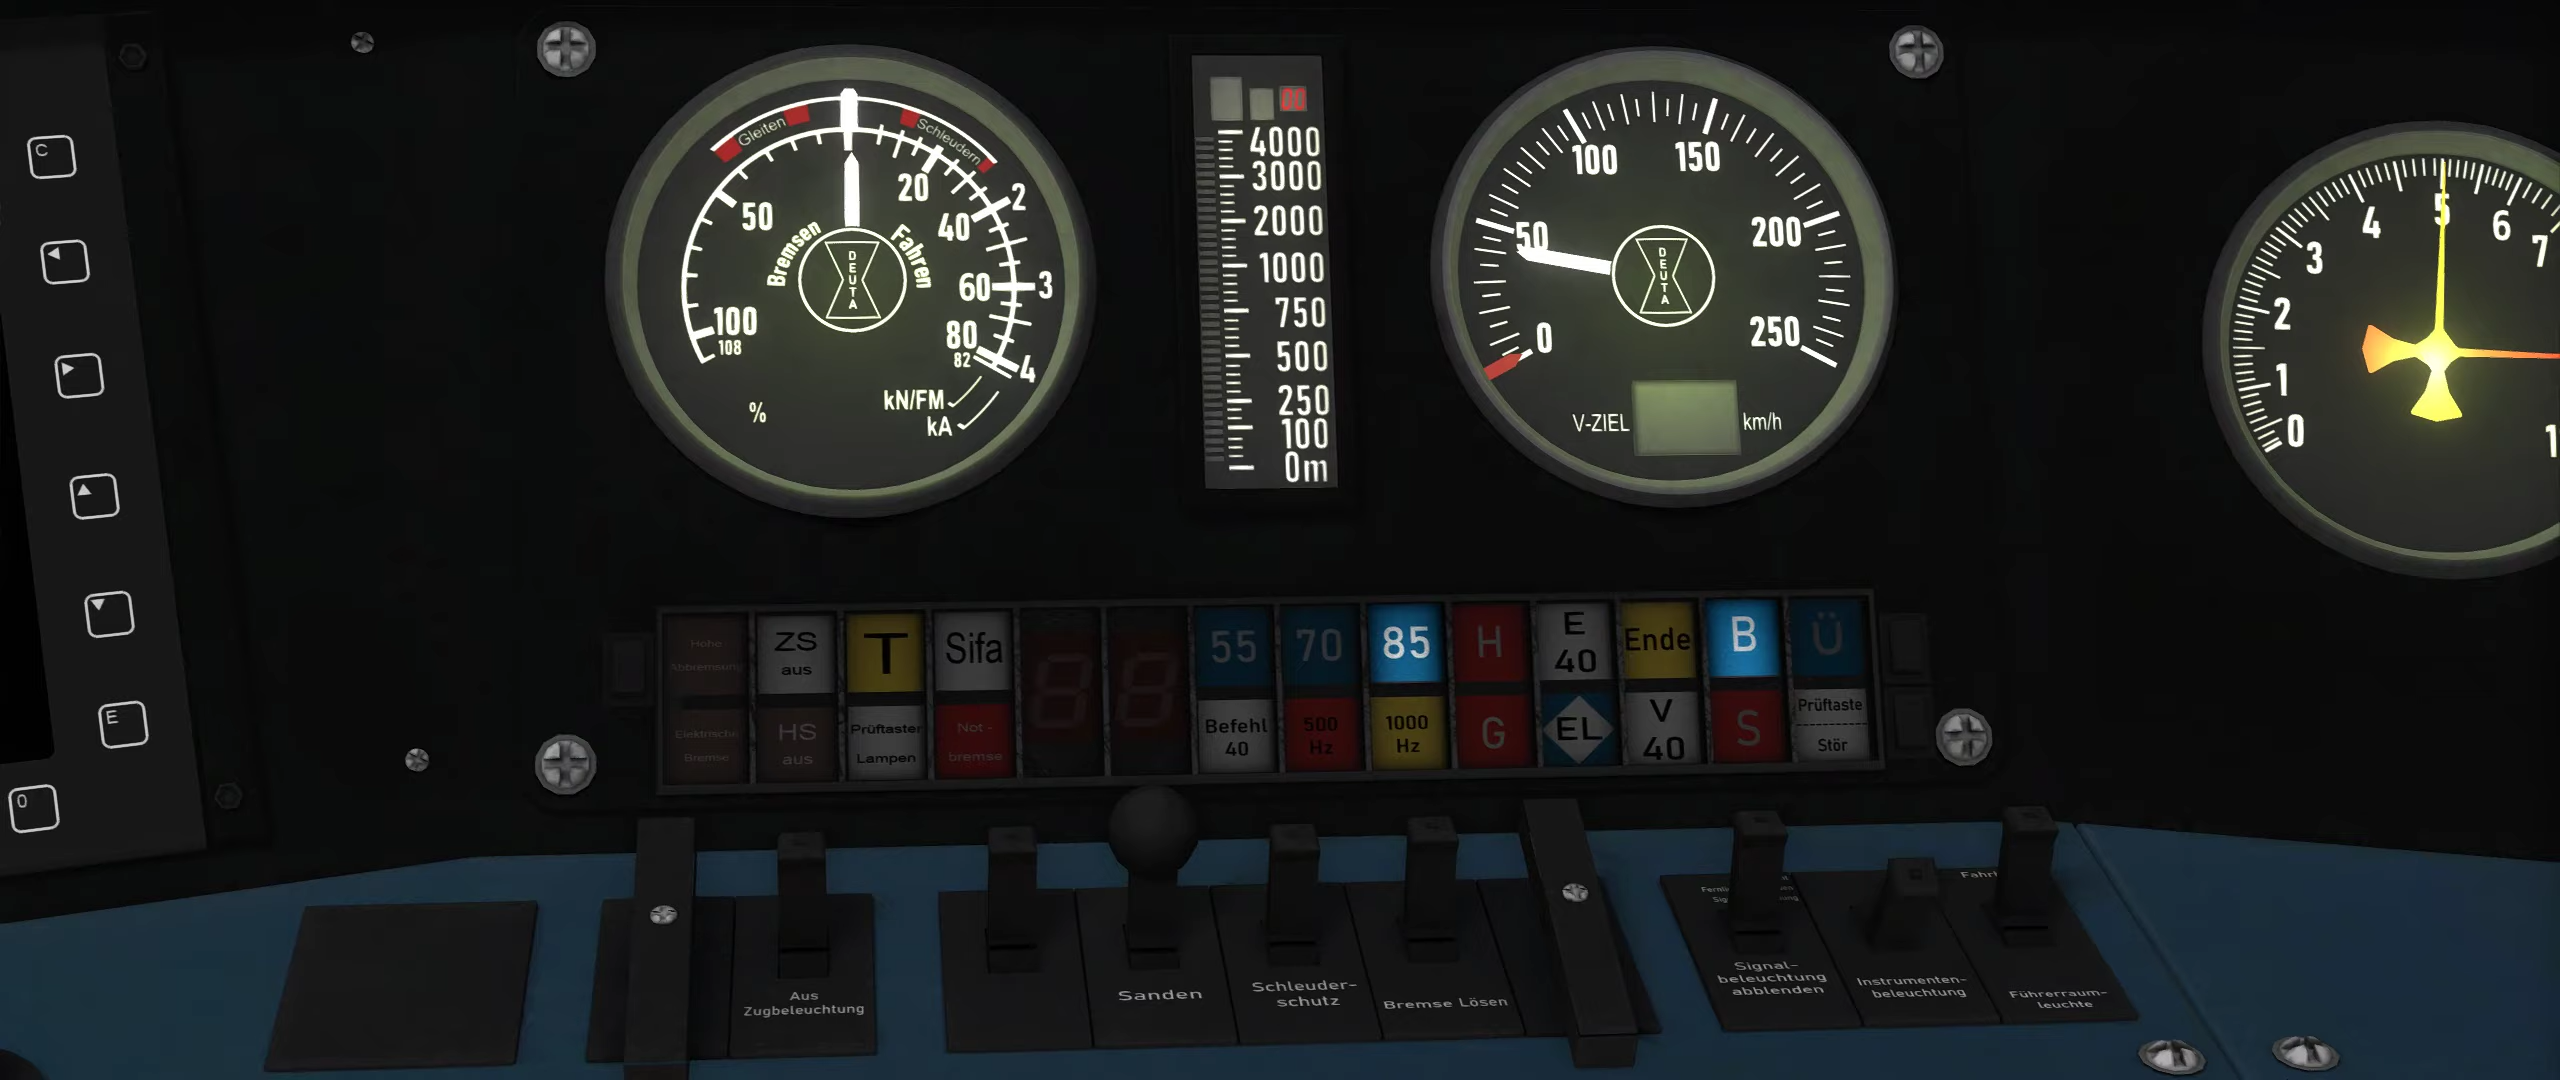 C
E
0
Gleiten
Schleudern
50
20
40
2
60
3
80
82
4
100
108
Bremsen
Fahren
DEUTA
%
kN/FM
kA
4000
3000
2000
1000
750
500
250
100
0m
0
50
100
150
200
250
DEUTA
V-ZIEL
km/h
0
1
2
3
4
5
6
7
Hohe
Abbremsung
ZS
aus
T
Sifa
55
70
85
H
E
40
Ende
B
Ü
Elektrische
Bremse
HS
aus
Prüftaster
Lampen
Not-
bremse
Befehl
40
500
Hz
1000
Hz
G
EL
V
40
S
Prüftaste
Stör
Aus
Zugbeleuchtung
Sanden
Schleuder-
schutz
Bremse Lösen
Signal-
beleuchtung
abblenden
Instrumenten-
beleuchtung
Führerraum-
leuchte